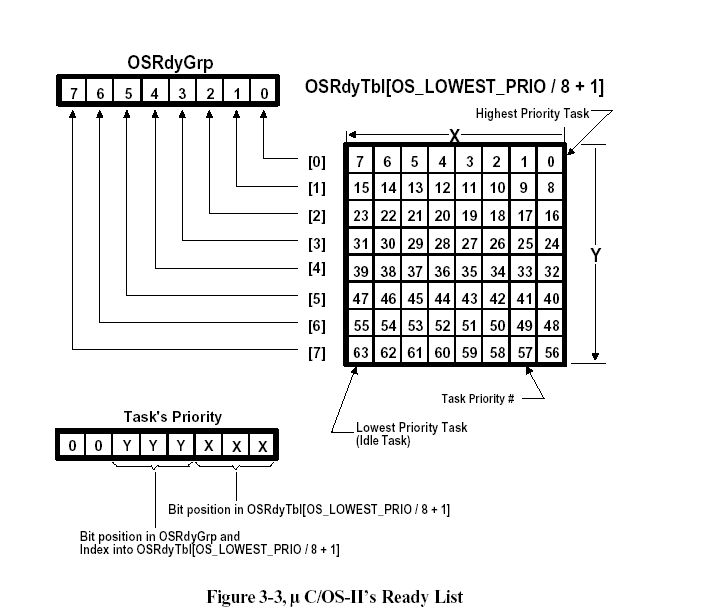 OSRdyGrp
7 6 5 4 3 2 1 0
OSRdyTbl[OS_LOWEST_PRIO / 8 + 1]
Highest Priority Task
X
[0] 7 6 5 4 3 2 1 0
[1] 15 14 13 12 11 10 9 8
[2] 23 22 21 20 19 18 17 16
[3] 31 30 29 28 27 26 25 24
Y
[4] 39 38 37 36 35 34 33 32
[5] 47 46 45 44 43 42 41 40
[6] 55 54 53 52 51 50 49 48
[7] 63 62 61 60 59 58 57 56
Task Priority #
Lowest Priority Task
(Idle Task)
Task's Priority
0 0 Y Y Y X X X
Bit position in OSRdyTbl[OS_LOWEST_PRIO / 8 + 1]
Bit position in OSRdyGrp and
Index into OSRdyTbl[OS_LOWEST_PRIO / 8 + 1]
Figure 3-3, µ C/OS-II's Ready List